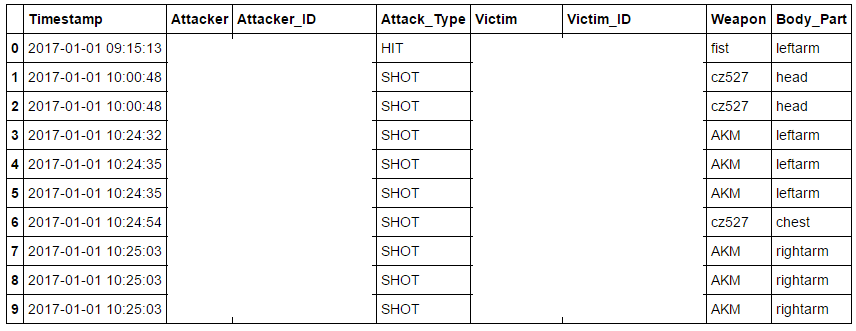 Timestamp Attacker Attacker_ID Attack_Type Victim Victim_ID Weapon Body_Part
0 2017-01-01 09:15:13 HIT fist leftarm
1 2017-01-01 10:00:48 SHOT cz527 head
2 2017-01-01 10:00:48 SHOT cz527 head
3 2017-01-01 10:24:32 SHOT AKM leftarm
4 2017-01-01 10:24:35 SHOT AKM leftarm
5 2017-01-01 10:24:35 SHOT AKM leftarm
6 2017-01-01 10:24:54 SHOT cz527 chest
7 2017-01-01 10:25:03 SHOT AKM rightarm
8 2017-01-01 10:25:03 SHOT AKM rightarm
9 2017-01-01 10:25:03 SHOT AKM rightarm